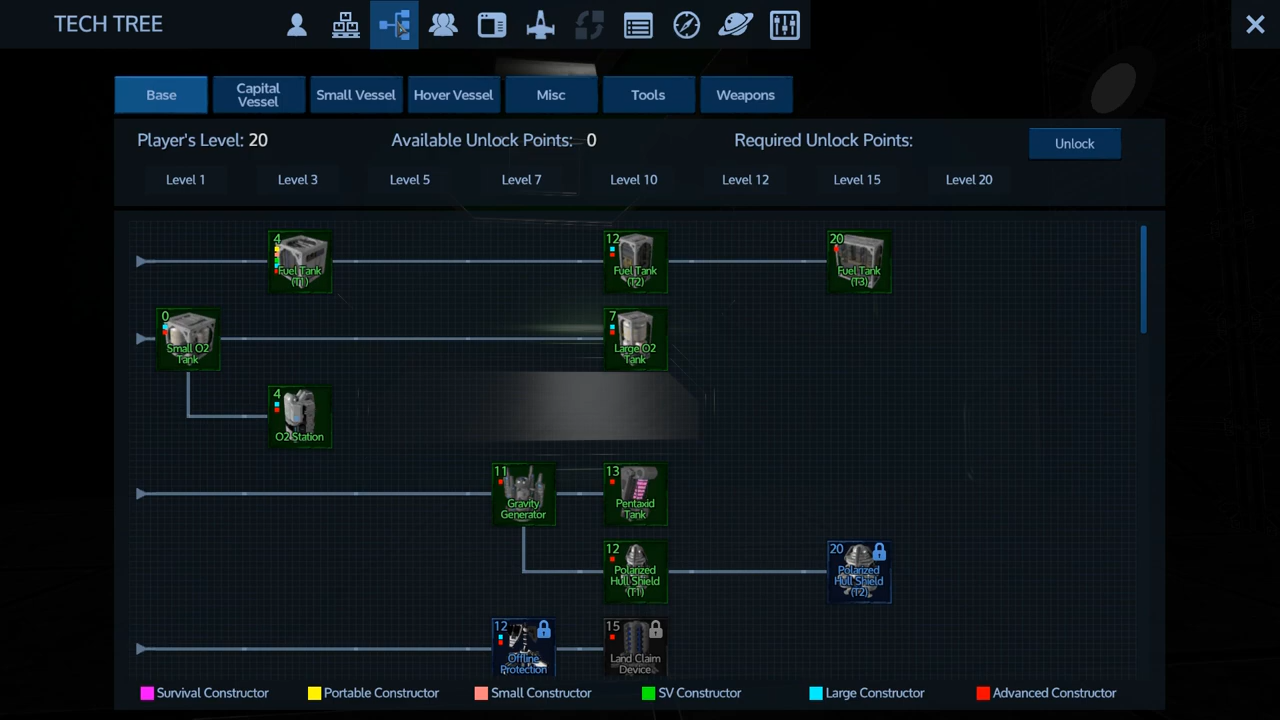 TECH TREE
Base
Capital
Vessel
Small Vessel
Hover Vessel
Misc
Tools
Weapons
Player's Level: 20
Available Unlock Points: 0
Required Unlock Points:
Unlock
Level 1
Level 3
Level 5
Level 7
Level 10
Level 12
Level 15
Level 20
4
Fuel Tank
(T1)
12
Fuel Tank
(T2)
20
Fuel Tank
(T3)
0
Small O2
Tank
7
Large O2
Tank
4
O2 Station
11
Gravity
Generator
13
Pentaxid
Tank
12
Polarized
Hull Shield
(T1)
20
Polarized
Hull Shield
(T2)
12
Offline
Protection
15
Land Claim
Device
Survival Constructor
Portable Constructor
Small Constructor
SV Constructor
Large Constructor
Advanced Constructor